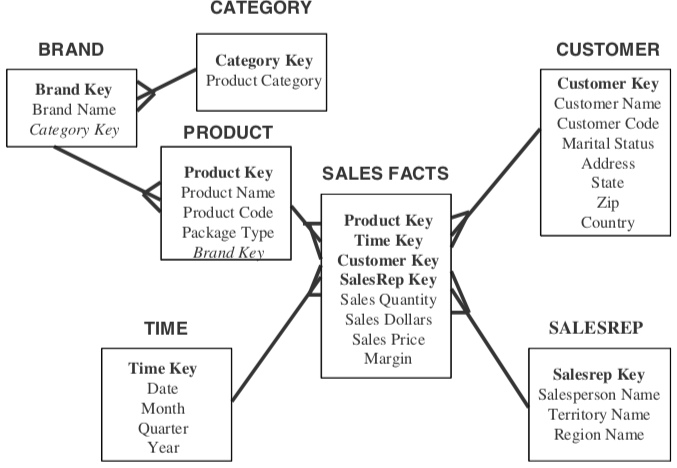 CATEGORY
Category Key
Product Category
BRAND
Brand Key
Brand Name
Category Key
PRODUCT
Product Key
Product Name
Product Code
Package Type
Brand Key
SALES FACTS
Product Key
Time Key
Customer Key
SalesRep Key
Sales Quantity
Sales Dollars
Sales Price
Margin
CUSTOMER
Customer Key
Customer Name
Customer Code
Marital Status
Address
State
Zip
Country
TIME
Time Key
Date
Month
Quarter
Year
SALESREP
Salesrep Key
Salesperson Name
Territory Name
Region Name